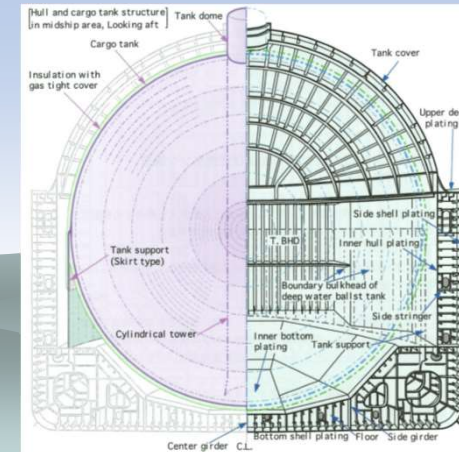 [Hull and cargo tank structure
in midship area, Looking aft]
Tank dome
Cargo tank
Tank cover
Insulation with
gas tight cover
Upper de
plating
Side shell plating
T. BHD
Inner hull plating
Tank support
(Skirt type)
Boundary bulkhead of
deep water ballst tank
Side stringer
Cylindrical tower
Inner bottom
plating
Tank support
Bottom shell plating
Floor
Side girder
Center girder
C.L.